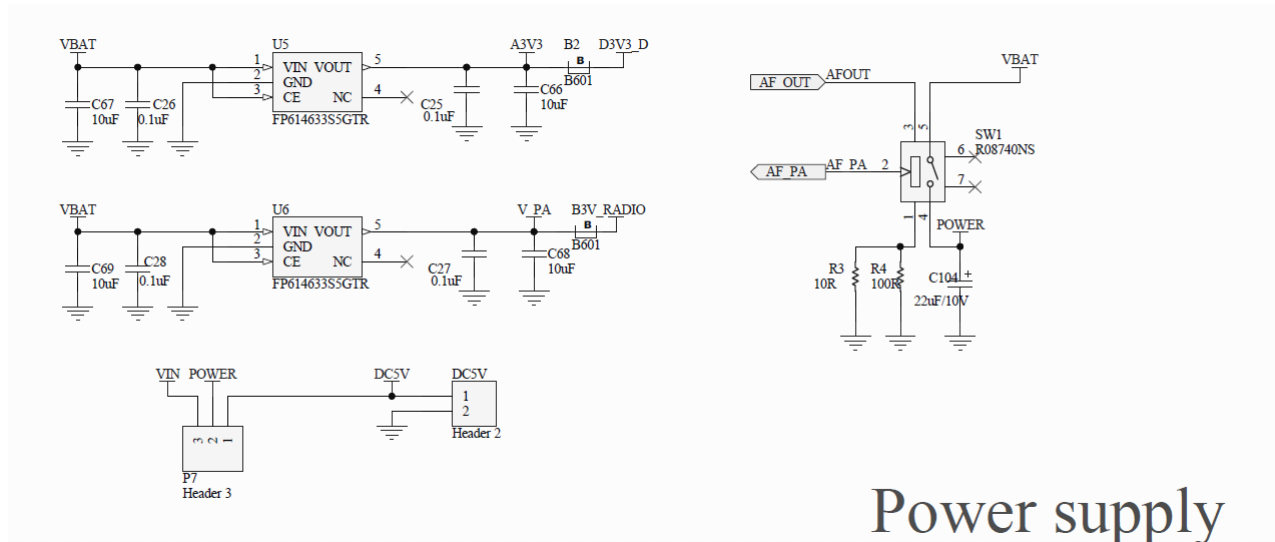 VBAT
U5
A3V3
B2
D3V3_D
1
VIN VOUT
5
2
GND
3
CE
NC
4
B
B601
C67
10uF
C26
0.1uF
FP614633S5GTR
C25
0.1uF
C66
10uF
VBAT
U6
V_PA
B3V_RADIO
1
VIN VOUT
5
2
GND
3
CE
NC
4
B
B601
C69
10uF
C28
0.1uF
FP614633S5GTR
C27
0.1uF
C68
10uF
VIN POWER
DC5V
DC5V
1
2
Header 2
3
2
1
P7
Header 3
VBAT
AF_OUT
AFOUT
3
5
SW1
R08740NS
6
7
AF_PA
AF_PA
2
1
4
POWER
R3
10R
R4
100R
C104
+
22uF/10V
Power supply